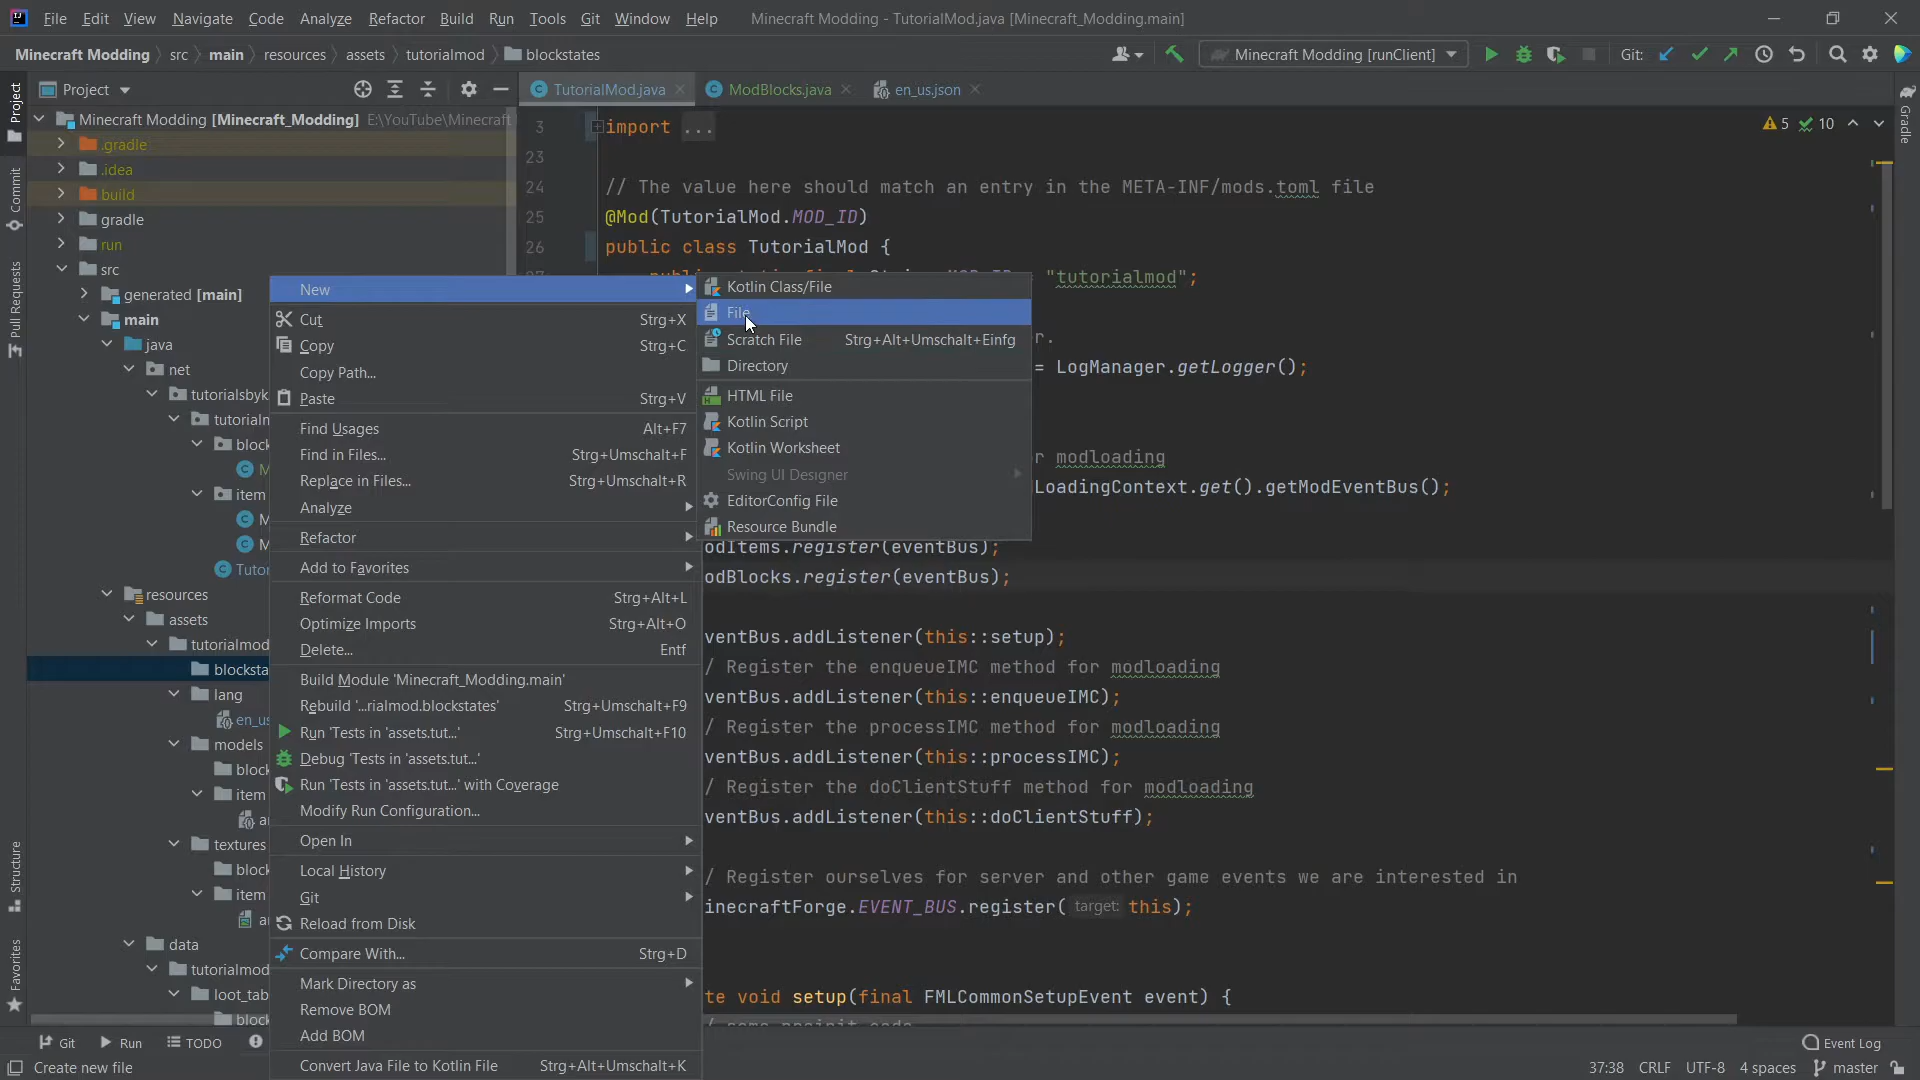 File Edit View Navigate Code Analyze Refactor Build Run Tools Git Window Help Minecraft Modding - TutorialMod.java [Minecraft_Modding.main]
Minecraft Modding src main resources assets tutorialmod blockstates Minecraft Modding [runClient] Git:
Project TutorialMod.java ModBlocks.java en_us.json
Project
Commit
Pull Requests
Structure
Favorites
Gradle
Minecraft Modding [Minecraft_Modding] E:\YouTube\Minecraft
.gradle
.idea
build
gradle
run
src
generated [main]
main
java
net
tutorialsbyk
tutorialm
block
M
item
M
M
Tutor
resources
assets
tutorialmod
blocksta
lang
en_us
models
block
item
a
textures
block
item
a
data
tutorialmod
loot_tab
block
New
Cut Strg+X
Copy Strg+C
Copy Path...
Paste Strg+V
Find Usages Alt+F7
Find in Files... Strg+Umschalt+F
Replace in Files... Strg+Umschalt+R
Analyze
Refactor
Add to Favorites
Reformat Code Strg+Alt+L
Optimize Imports Strg+Alt+O
Delete... Entf
Build Module 'Minecraft_Modding.main'
Rebuild '...rialmod.blockstates' Strg+Umschalt+F9
Run 'Tests in 'assets.tut...' Strg+Umschalt+F10
Debug 'Tests in 'assets.tut...'
Run 'Tests in 'assets.tut...' with Coverage
Modify Run Configuration...
Open In
Local History
Git
Reload from Disk
Compare With... Strg+D
Mark Directory as
Remove BOM
Add BOM
Convert Java File to Kotlin File Strg+Alt+Umschalt+K
Kotlin Class/File
File
Scratch File Strg+Alt+Umschalt+Einfg
Directory
HTML File
Kotlin Script
Kotlin Worksheet
Swing UI Designer
EditorConfig File
Resource Bundle
3 import ... 5 10
23
24 // The value here should match an entry in the META-INF/mods.toml file
25 @Mod(TutorialMod.MOD_ID)
26 public class TutorialMod {
"tutorialmod";
r.
= LogManager.getLogger();
r modloading
LoadingContext.get().getModEventBus();
odItems.register(eventBus);
odBlocks.register(eventBus);
ventBus.addListener(this::setup);
/ Register the enqueueIMC method for modloading
ventBus.addListener(this::enqueueIMC);
/ Register the processIMC method for modloading
ventBus.addListener(this::processIMC);
/ Register the doClientStuff method for modloading
ventBus.addListener(this::doClientStuff);
/ Register ourselves for server and other game events we are interested in
inecraftForge.EVENT_BUS.register( target: this);
te void setup(final FMLCommonSetupEvent event) {
/ some preinit code
Git Run TODO Event Log
Create new file 37:38 CRLF UTF-8 4 spaces master